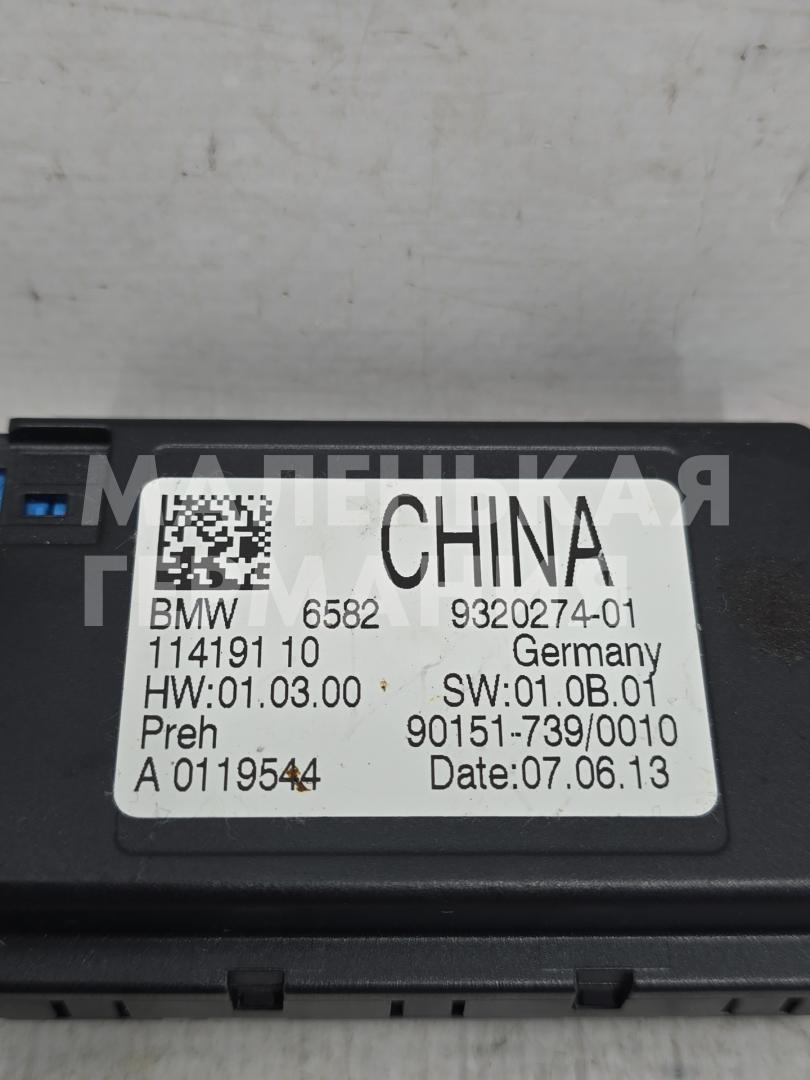 МАЛЕНЬКАЯ
ГЕРМАНИЯ
CHINA
BMW 6582 9320274-01
114191 10 Germany
HW:01.03.00 SW:01.0B.01
Preh 90151-739/0010
A 0119544 Date:07.06.13